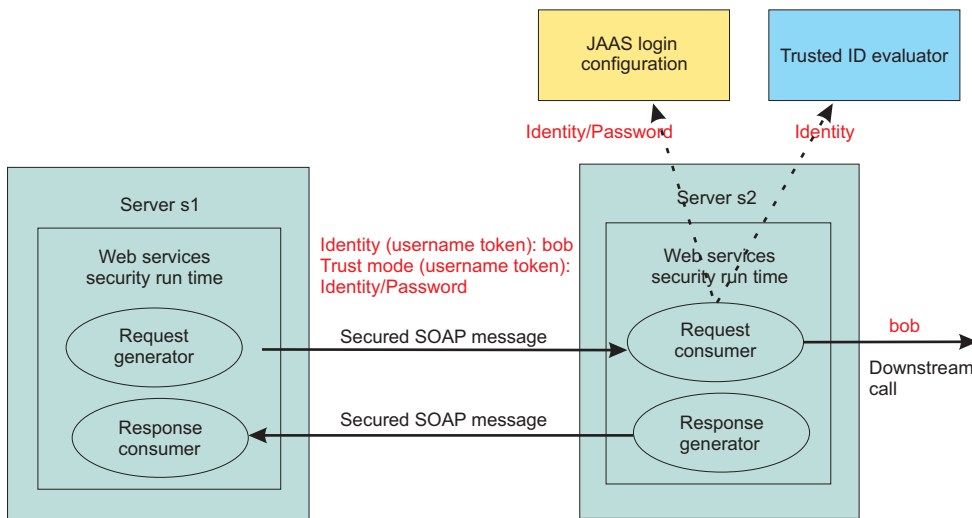 JAAS login
configuration
Trusted ID evaluator
Identity/Password
Identity
Server s1
Web services
security run time
Request
generator
Response
consumer
Identity (username token): bob
Trust mode (username token):
Identity/Password
Secured SOAP message
Secured SOAP message
Server s2
Web services
security run time
Request
consumer
Response
generator
bob
Downstream
call